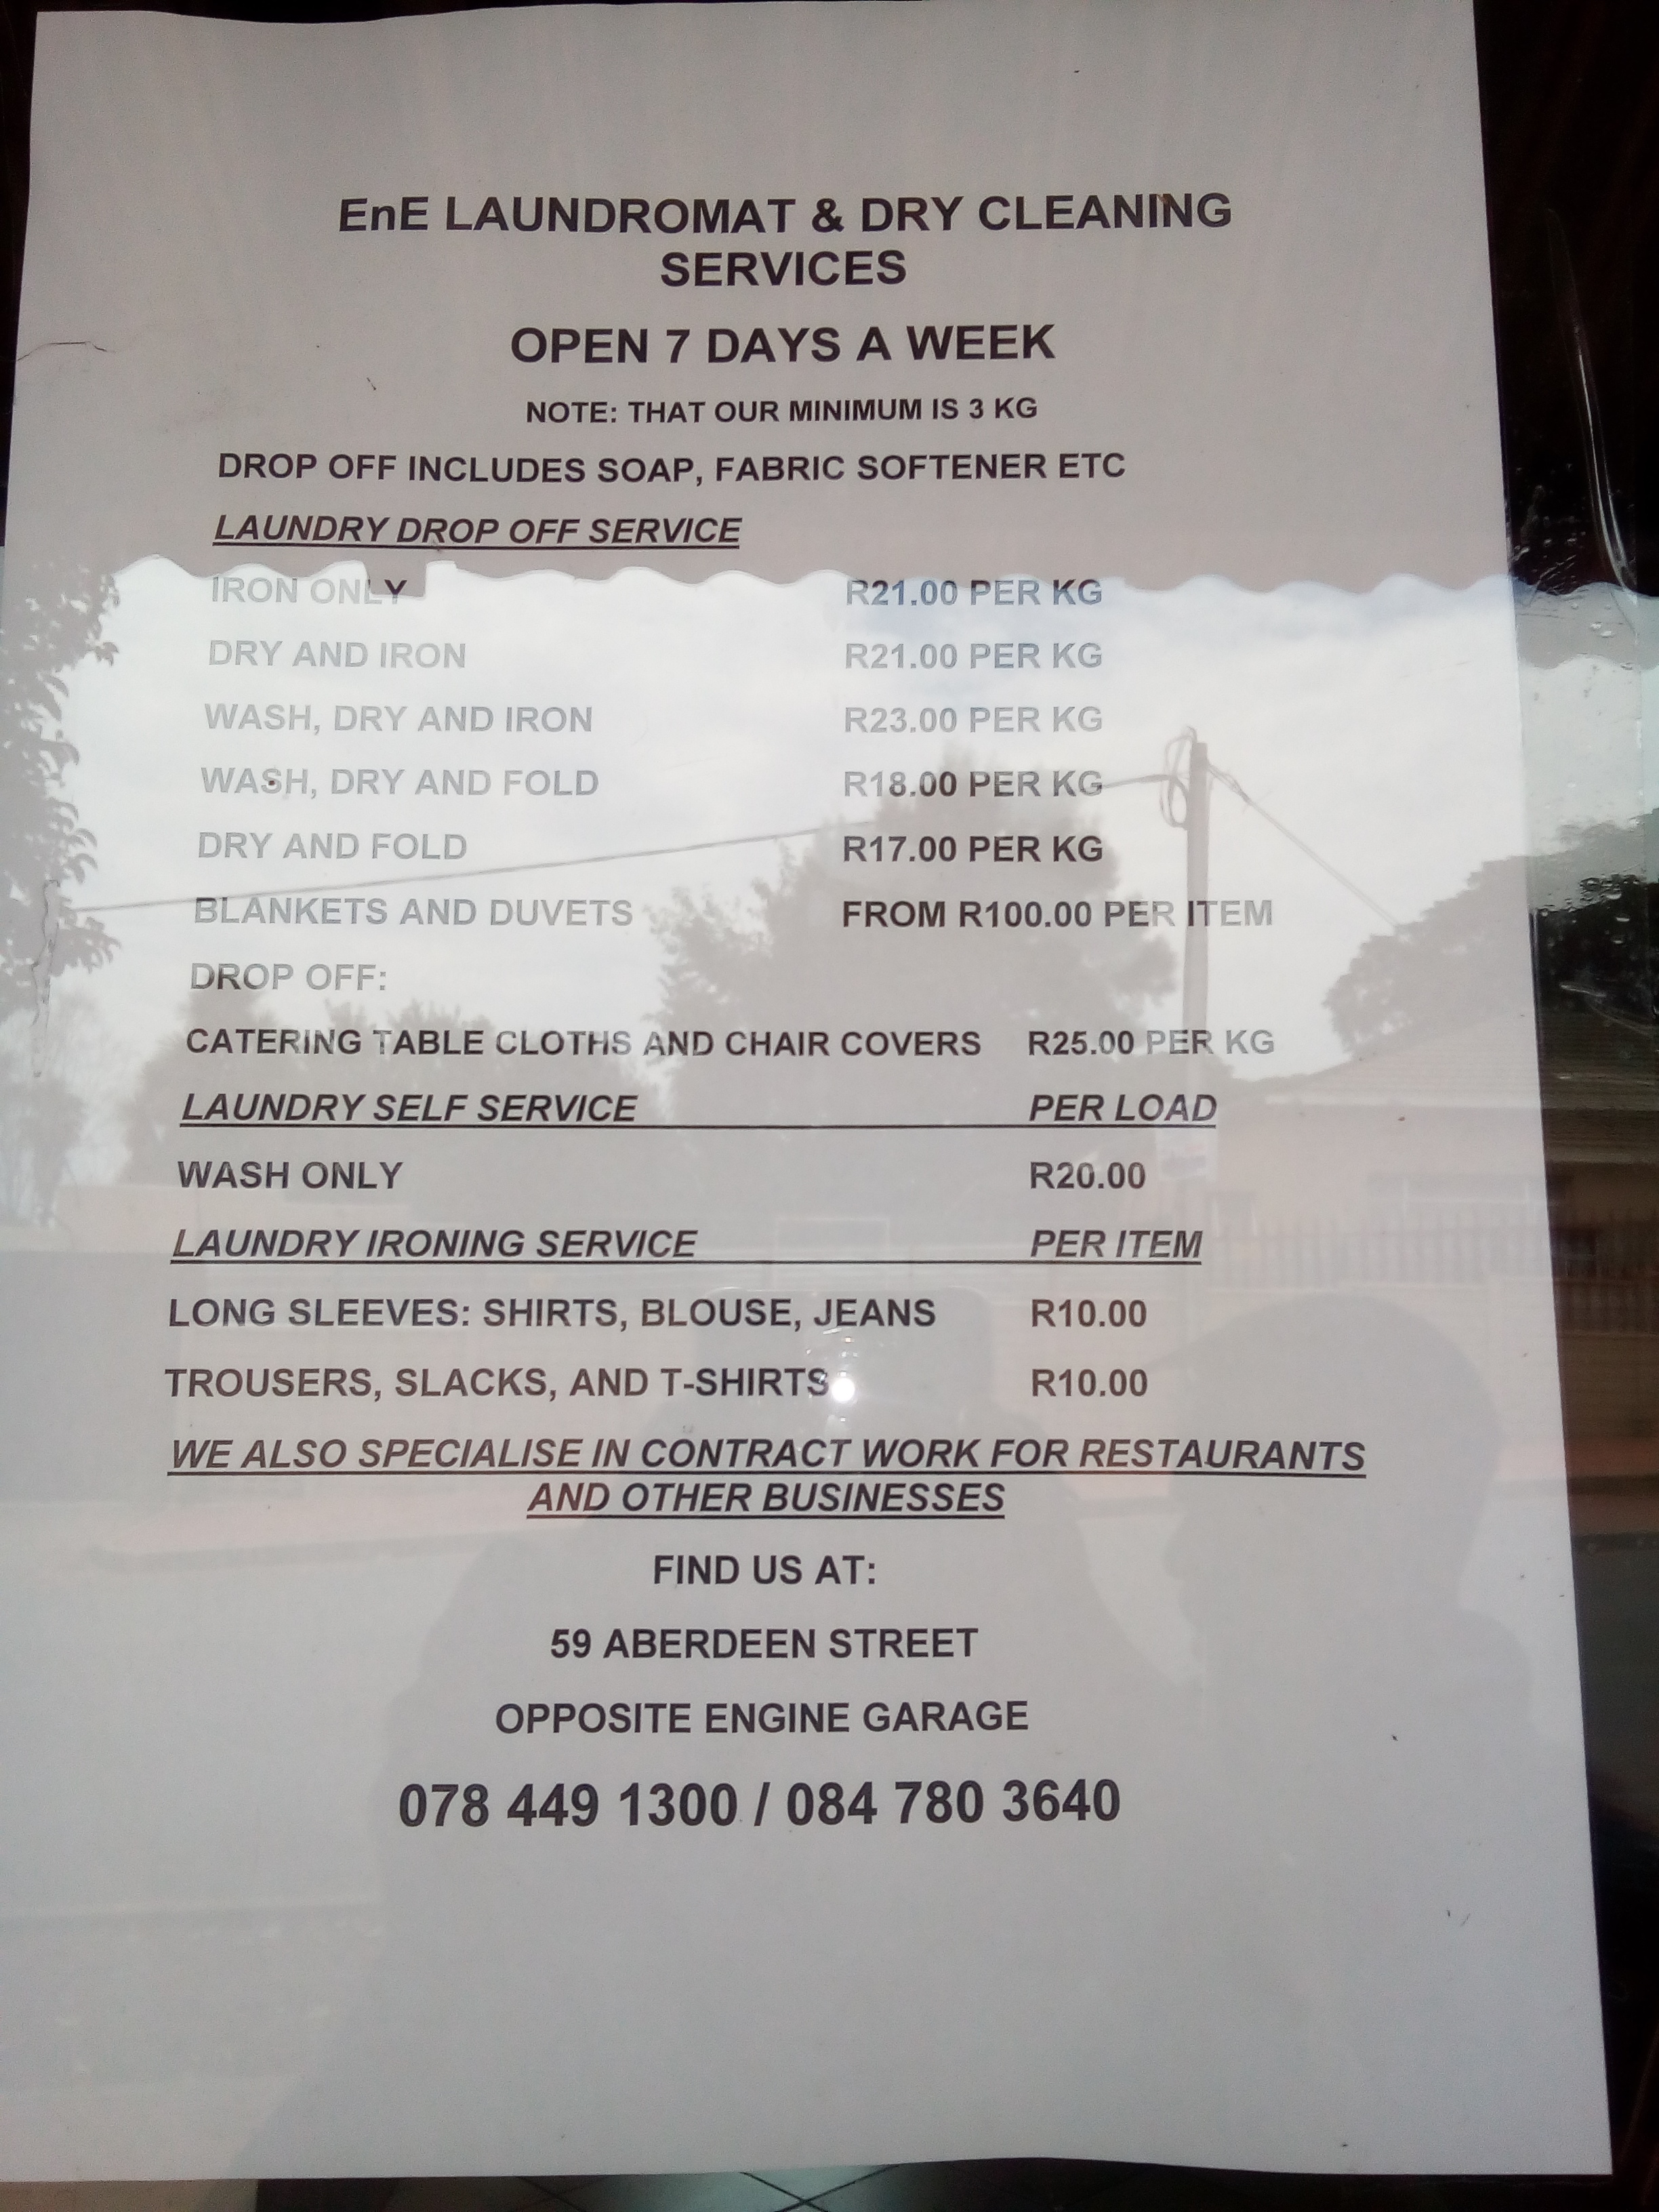 EnE LAUNDROMAT & DRY CLEANING
SERVICES
OPEN 7 DAYS A WEEK
NOTE: THAT OUR MINIMUM IS 3 KG
DROP OFF INCLUDES SOAP, FABRIC SOFTENER ETC
LAUNDRY DROP OFF SERVICE
IRON ONLY R21.00 PER KG
DRY AND IRON R21.00 PER KG
WASH, DRY AND IRON R23.00 PER KG
WASH, DRY AND FOLD R18.00 PER KG
DRY AND FOLD R17.00 PER KG
BLANKETS AND DUVETS FROM R100.00 PER ITEM
DROP OFF:
CATERING TABLE CLOTHS AND CHAIR COVERS R25.00 PER KG
LAUNDRY SELF SERVICE PER LOAD
WASH ONLY R20.00
LAUNDRY IRONING SERVICE PER ITEM
LONG SLEEVES: SHIRTS, BLOUSE, JEANS R10.00
TROUSERS, SLACKS, AND T-SHIRTS R10.00
WE ALSO SPECIALISE IN CONTRACT WORK FOR RESTAURANTS
AND OTHER BUSINESSES
FIND US AT:
59 ABERDEEN STREET
OPPOSITE ENGINE GARAGE
078 449 1300 / 084 780 3640